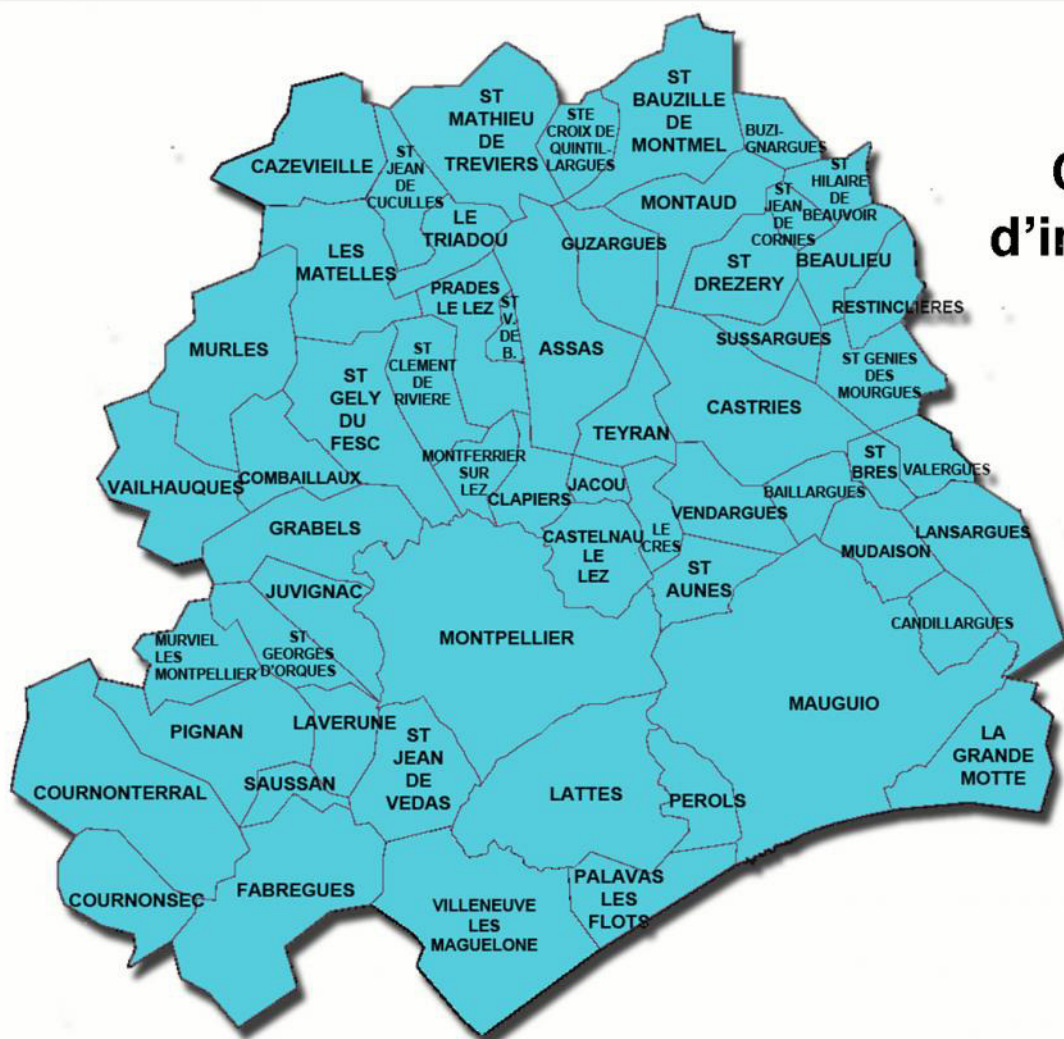 ST
BAUZILLE
DE
MONTMEL
ST
MATHIEU
DE
TREVIERS
STE
CROIX DE
QUINTIL-
LARGUES
BUZI-
GNARGUES
CAZEVIEILLE
ST
JEAN
DE
CUCULLES
ST
HILAIRE
DE
BEAUVOIR
MONTAUD
ST
JEAN
DE
CORNIES
LE
TRIADOU
GUZARGUES
LES
MATELLES
ST
DREZERY
BEAULIEU
d'in
PRADES
LE LEZ
ST
V.
DE
B.
RESTINCLIERES
MURLES
ST
CLEMENT
DE
RIVIERE
ASSAS
SUSSARGUES
ST GENIES
DES
MOURGUES
ST
GELY
DU
FESC
CASTRIES
TEYRAN
MONTFERRIER
SUR
LEZ
ST
BRES
VALERGUES
VAILHAUQUES
COMBAILLAUX
CLAPIERS
JACOU
BAILLARGUES
VENDARGUES
LANSARGUES
GRABELS
CASTELNAU
LE
LEZ
LE
CRES
MUDAISON
ST
AUNES
JUVIGNAC
CANDILLARGUES
MURVIEL
LES
MONTPELLIER
ST
GEORGES
D'ORQUES
MONTPELLIER
MAUGUIO
PIGNAN
LAVERUNE
ST
JEAN
DE
VEDAS
LA
GRANDE
MOTTE
COURNONTERRAL
SAUSSAN
LATTES
PEROLS
COURNONSEC
FABREGUES
PALAVAS
LES
FLOTS
VILLENEUVE
LES
MAGUELONE